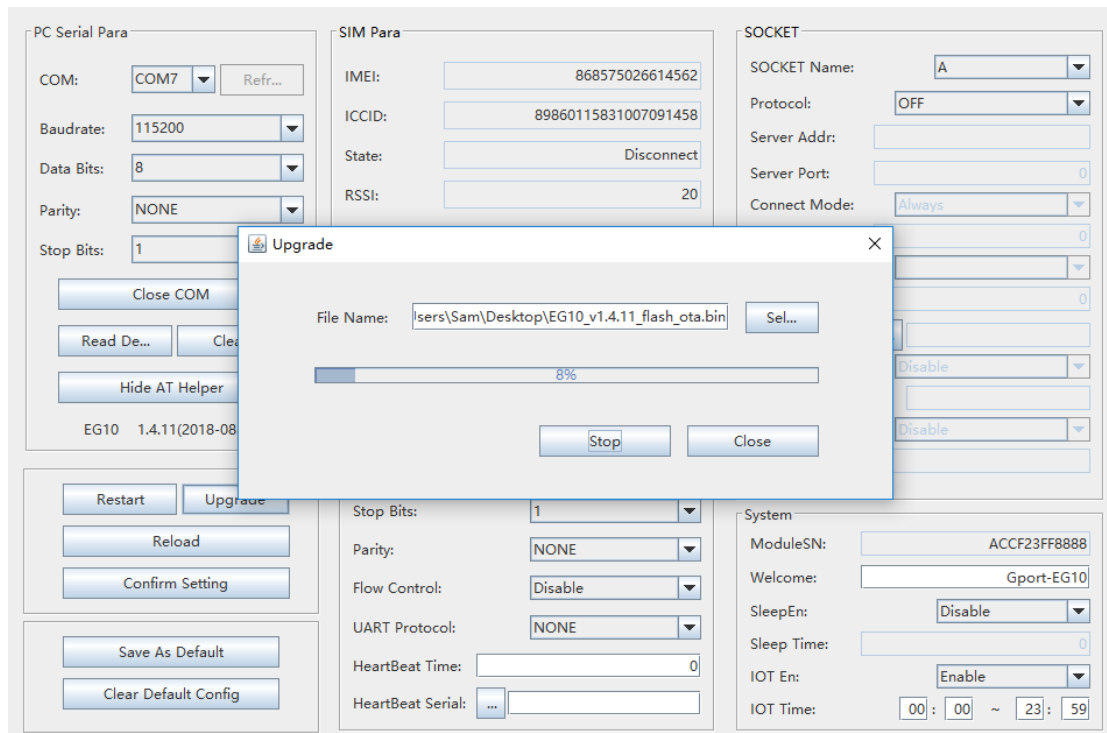 PC Serial Para
COM: COM7 Refr...
Baudrate: 115200
Data Bits: 8
Parity: NONE
Stop Bits: 1
Close COM
Read De... Clea
Hide AT Helper
EG10 1.4.11(2018-08
Restart Upgrade
Reload
Confirm Setting
Save As Default
Clear Default Config
SIM Para
IMEI: 868575026614562
ICCID: 89860115831007091458
State: Disconnect
RSSI: 20
Upgrade
File Name: Isers\Sam\Desktop\EG10_v1.4.11_flash_ota.bin Sel...
8%
Stop Close
Stop Bits: 1
Parity: NONE
Flow Control: Disable
UART Protocol: NONE
HeartBeat Time: 0
HeartBeat Serial: ...
SOCKET
SOCKET Name: A
Protocol: OFF
Server Addr:
Server Port: 0
Connect Mode: Always
0
0
Disable
Disable
System
ModuleSN: ACCF23FF8888
Welcome: Gport-EG10
SleepEn: Disable
Sleep Time: 0
IOT En: Enable
IOT Time: 00 : 00 ~ 23 : 59